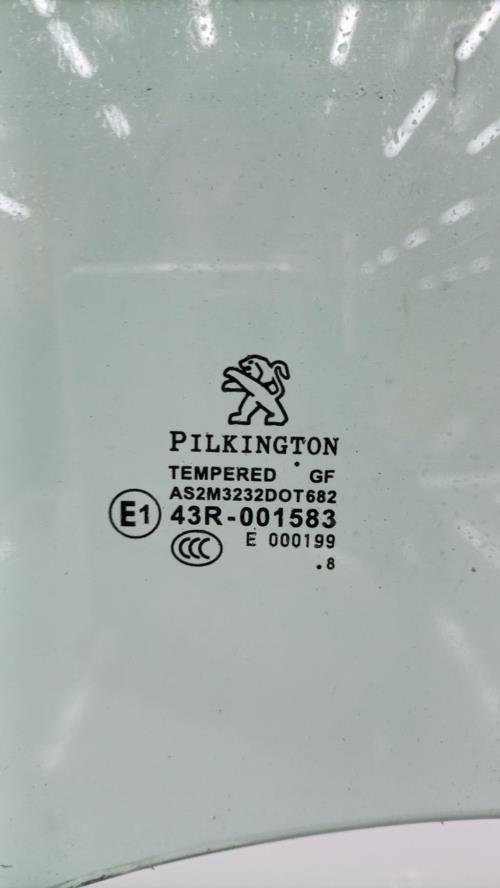 PILKINGTON
TEMPERED GF
AS2M3232DOT682
E1 43R-001583
CCC E 000199
.8